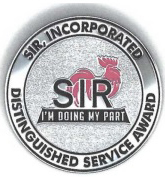 SIR, INCORPORATED
SIR
I'M DOING MY PART
DISTINGUISHED SERVICE AWARD